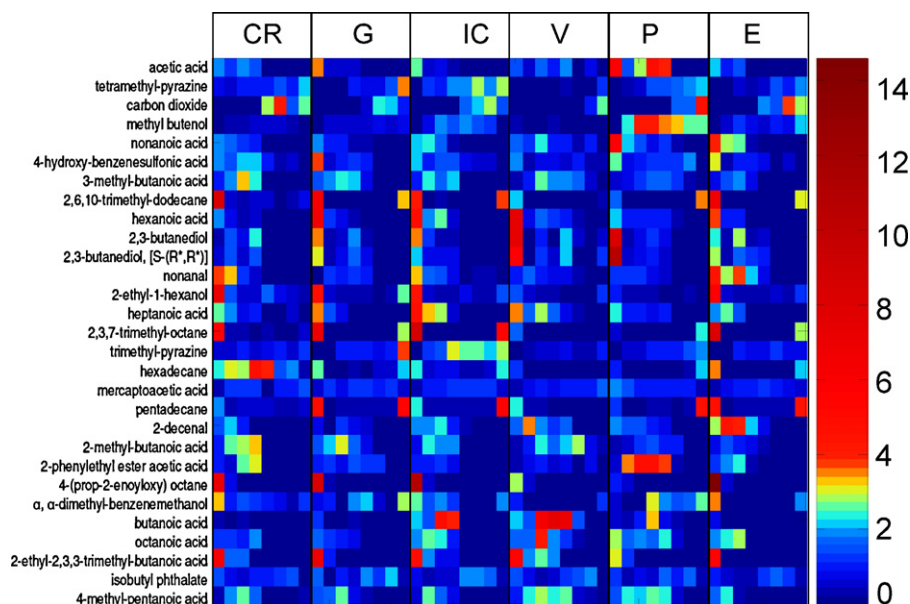 CR G IC V P E
acetic acid
tetramethyl-pyrazine
carbon dioxide
methyl butenol
nonanoic acid
4-hydroxy-benzenesulfonic acid
3-methyl-butanoic acid
2,6,10-trimethyl-dodecane
hexanoic acid
2,3-butanediol
2,3-butanediol, [S-(R*,R*)]
nonanal
2-ethyl-1-hexanol
heptanoic acid
2,3,7-trimethyl-octane
trimethyl-pyrazine
hexadecane
mercaptoacetic acid
pentadecane
2-decenal
2-methyl-butanoic acid
2-phenylethyl ester acetic acid
4-(prop-2-enoyloxy) octane
α, α-dimethyl-benzenemethanol
butanoic acid
octanoic acid
2-ethyl-2,3,3-trimethyl-butanoic acid
isobutyl phthalate
4-methyl-pentanoic acid
14
12
10
8
6
4
2
0